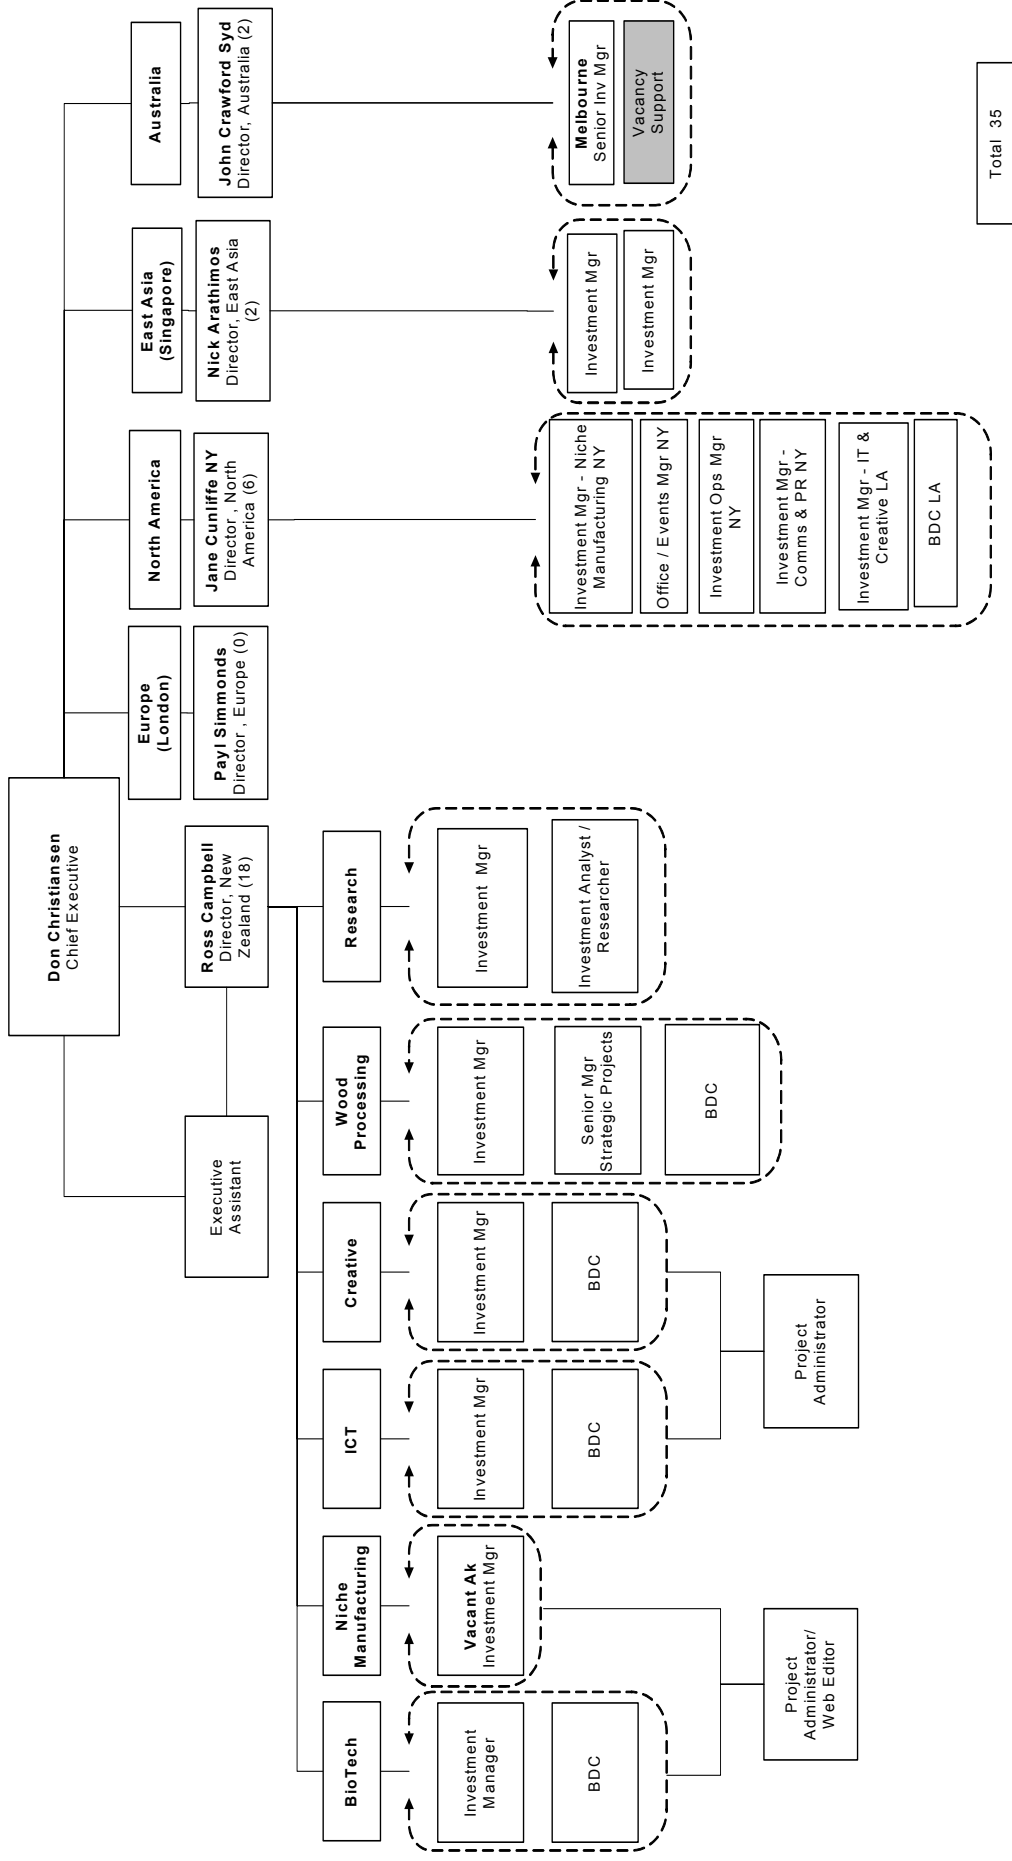 Don Christiansen
Chief Executive
Executive
Assistant
Ross Campbell
Director, New
Zealand (18)
Europe
(London)
Payl Simmonds
Director , Europe (0)
North America
Jane Cunliffe NY
Director , North
America (6)
East Asia
(Singapore)
Nick Arathimos
Director, East Asia
(2)
Australia
John Crawford Syd
Director, Australia (2)
BioTech
Investment
Manager
BDC
Niche
Manufacturing
Vacant Ak
Investment Mgr
Project
Administrator/
Web Editor
ICT
Investment Mgr
BDC
Creative
Investment Mgr
BDC
Project
Administrator
Wood
Processing
Investment Mgr
Senior Mgr
Strategic Projects
BDC
Research
Investment Mgr
Investment Analyst /
Researcher
Investment Mgr - Niche
Manufacturing NY
Office / Events Mgr NY
Investment Ops Mgr
NY
Investment Mgr -
Comms & PR NY
Investment Mgr - IT &
Creative LA
BDC LA
Investment Mgr
Investment Mgr
Melbourne
Senior Inv Mgr
Vacancy
Support
Total 35